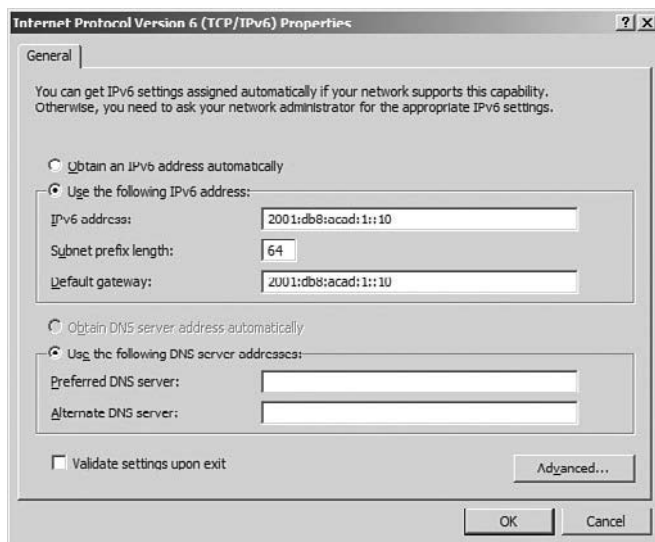 Internet Protocol Version 6 (TCP/IPv6) Properties
? X
General
You can get IPv6 settings assigned automatically if your network supports this capability.
Otherwise, you need to ask your network administrator for the appropriate IPv6 settings.
Obtain an IPv6 address automatically
Use the following IPv6 address:
IPv6 address: 2001:db8:acad:1::10
Subnet prefix length: 64
Default gateway: 2001:db8:acad:1::10
Obtain DNS server address automatically
Use the following DNS server addresses:
Preferred DNS server:
Alternate DNS server:
Validate settings upon exit
Advanced...
OK Cancel